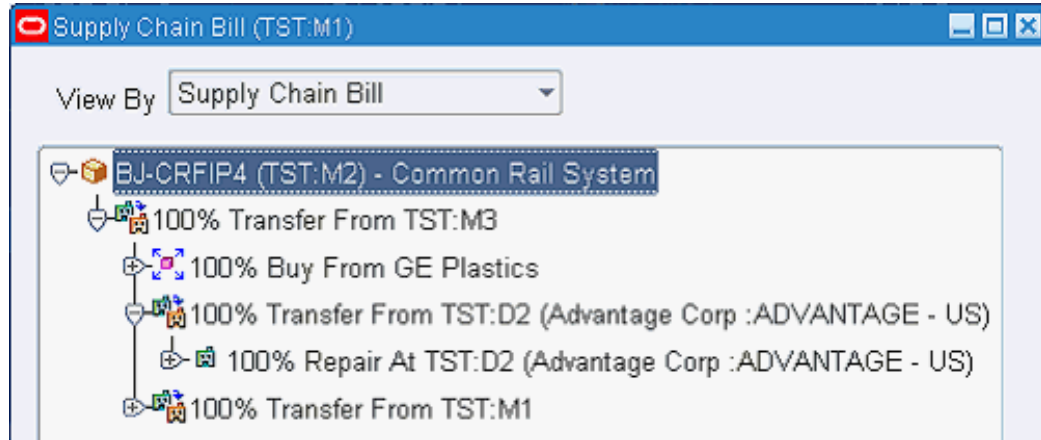 Supply Chain Bill (TST:M1)
View By Supply Chain Bill
BJ-CRFIP4 (TST:M2) - Common Rail System
100% Transfer From TST:M3
100% Buy From GE Plastics
100% Transfer From TST:D2 (Advantage Corp :ADVANTAGE - US)
100% Repair At TST:D2 (Advantage Corp :ADVANTAGE - US)
100% Transfer From TST:M1